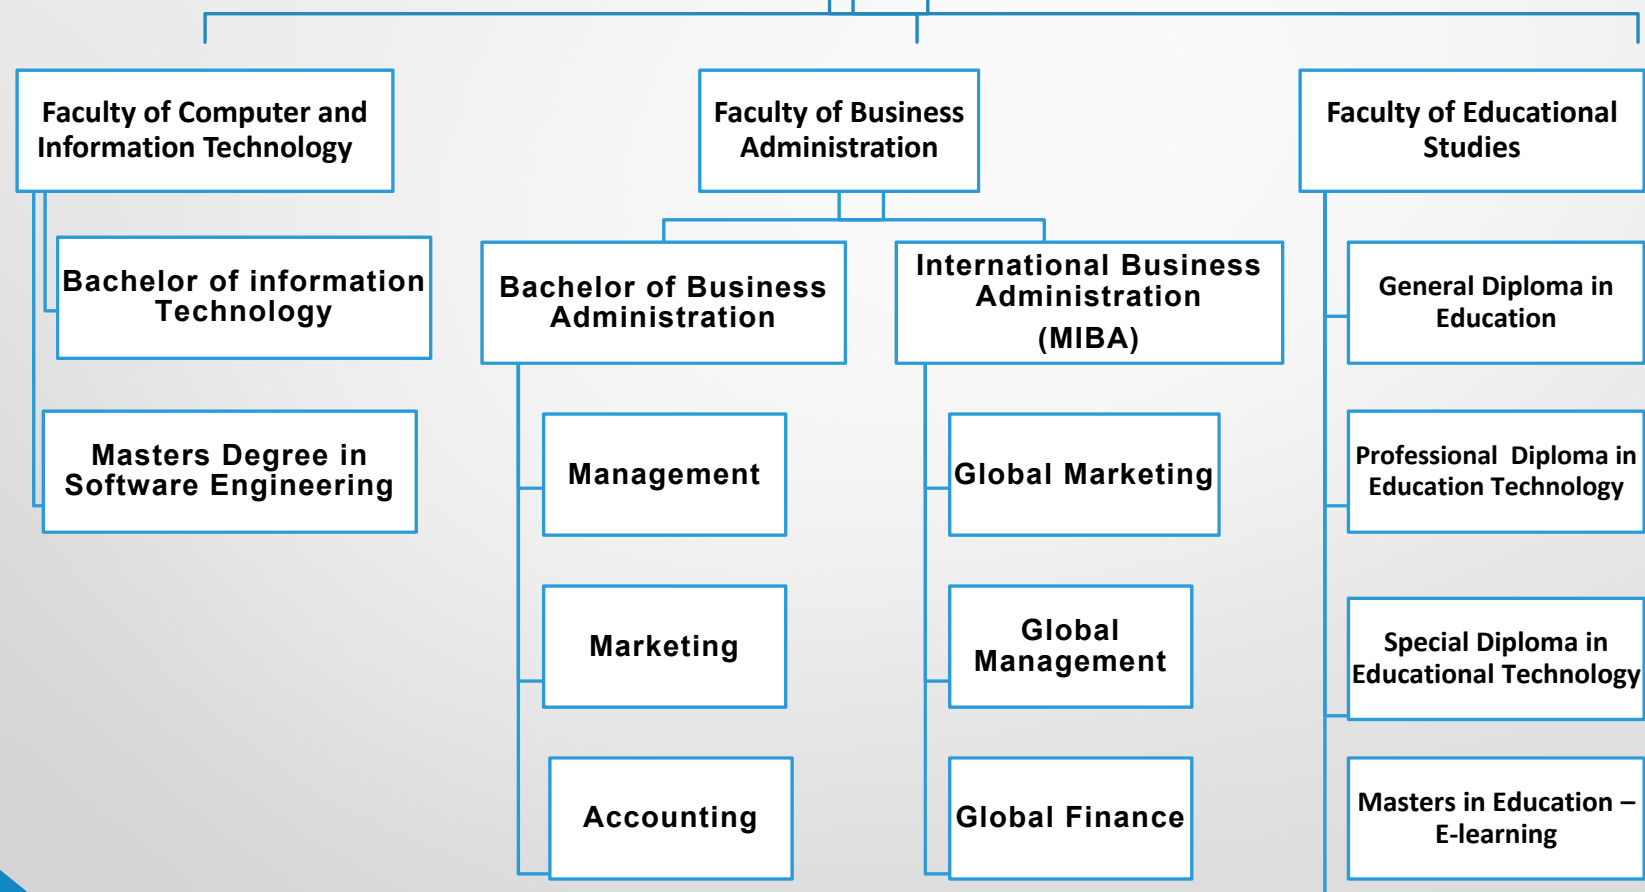 Faculty of Computer and
Information Technology
Bachelor of information
Technology
Masters Degree in
Software Engineering
Faculty of Business
Administration
Bachelor of Business
Administration
Management
Marketing
Accounting
International Business
Administration
(MIBA)
Global Marketing
Global
Management
Global Finance
Faculty of Educational
Studies
General Diploma in
Education
Professional Diploma in
Education Technology
Special Diploma in
Educational Technology
Masters in Education –
E-learning